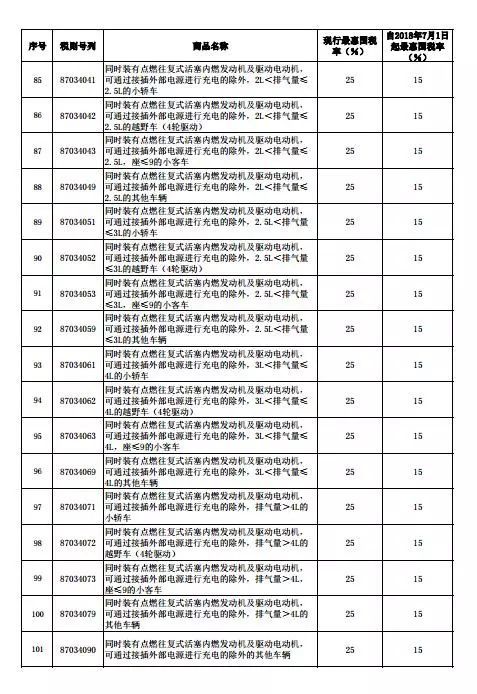 序号 税则号列 商品名称 现行最惠国税率（%） 自2018年7月1日起最惠国税率（%）
85 87034041 同时装有点燃往复式活塞内燃发动机及驱动电动机，可通过接插外部电源进行充电的除外，2L＜排气量≤2.5L的小轿车 25 15
86 87034042 同时装有点燃往复式活塞内燃发动机及驱动电动机，可通过接插外部电源进行充电的除外，2L＜排气量≤2.5L的越野车（4轮驱动） 25 15
87 87034043 同时装有点燃往复式活塞内燃发动机及驱动电动机，可通过接插外部电源进行充电的除外，2L＜排气量≤2.5L，座≤9的小客车 25 15
88 87034049 同时装有点燃往复式活塞内燃发动机及驱动电动机，可通过接插外部电源进行充电的除外，2L＜排气量≤2.5L的其他车辆 25 15
89 87034051 同时装有点燃往复式活塞内燃发动机及驱动电动机，可通过接插外部电源进行充电的除外，2.5L＜排气量≤3L的小轿车 25 15
90 87034052 同时装有点燃往复式活塞内燃发动机及驱动电动机，可通过接插外部电源进行充电的除外，2.5L＜排气量≤3L的越野车（4轮驱动） 25 15
91 87034053 同时装有点燃往复式活塞内燃发动机及驱动电动机，可通过接插外部电源进行充电的除外，2.5L＜排气量≤3L，座≤9的小客车 25 15
92 87034059 同时装有点燃往复式活塞内燃发动机及驱动电动机，可通过接插外部电源进行充电的除外，2.5L＜排气量≤3L的其他车辆 25 15
93 87034061 同时装有点燃往复式活塞内燃发动机及驱动电动机，可通过接插外部电源进行充电的除外，3L＜排气量≤4L的小轿车 25 15
94 87034062 同时装有点燃往复式活塞内燃发动机及驱动电动机，可通过接插外部电源进行充电的除外，3L＜排气量≤4L的越野车（4轮驱动） 25 15
95 87034063 同时装有点燃往复式活塞内燃发动机及驱动电动机，可通过接插外部电源进行充电的除外，3L＜排气量≤4L，座≤9的小客车 25 15
96 87034069 同时装有点燃往复式活塞内燃发动机及驱动电动机，可通过接插外部电源进行充电的除外，3L＜排气量≤4L的其他车辆 25 15
97 87034071 同时装有点燃往复式活塞内燃发动机及驱动电动机，可通过接插外部电源进行充电的除外，排气量＞4L的小轿车 25 15
98 87034072 同时装有点燃往复式活塞内燃发动机及驱动电动机，可通过接插外部电源进行充电的除外，排气量＞4L的越野车（4轮驱动） 25 15
99 87034073 同时装有点燃往复式活塞内燃发动机及驱动电动机，可通过接插外部电源进行充电的除外，排气量＞4L，座≤9的小客车 25 15
100 87034079 同时装有点燃往复式活塞内燃发动机及驱动电动机，可通过接插外部电源进行充电的除外，排气量＞4L的其他车辆 25 15
101 87034090 同时装有点燃往复式活塞内燃发动机及驱动电动机，可通过接插外部电源进行充电的除外的其他车辆 25 15